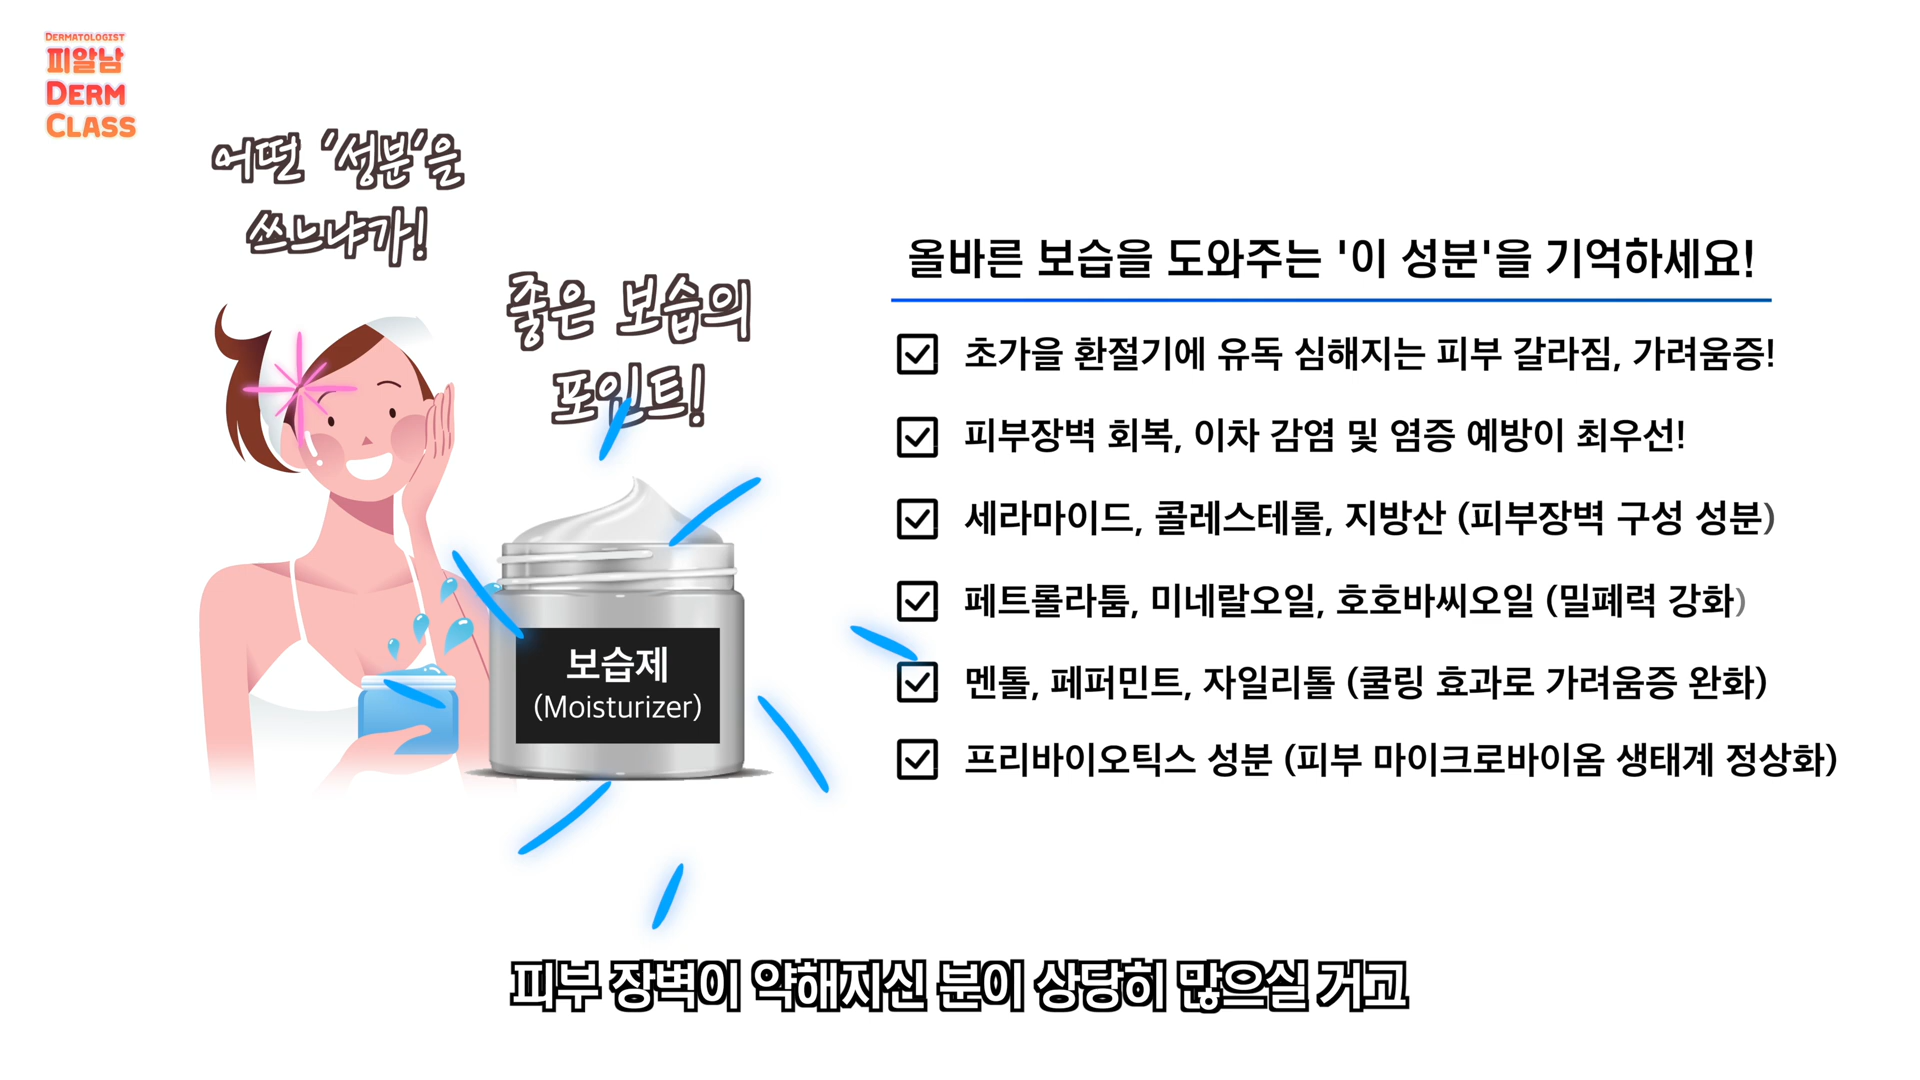 DERMATOLOGIST
피알남
DERM
CLASS
어떤 '성분'을
쓰느냐가!
좋은 보습의
포인트!
보습제
(Moisturizer)
올바른 보습을 도와주는 '이 성분'을 기억하세요!
초가을 환절기에 유독 심해지는 피부 갈라짐, 가려움증!
피부장벽 회복, 이차 감염 및 염증 예방이 최우선!
세라마이드, 콜레스테롤, 지방산 (피부장벽 구성 성분)
페트롤라툼, 미네랄오일, 호호바씨오일 (밀폐력 강화)
멘톨, 페퍼민트, 자일리톨 (쿨링 효과로 가려움증 완화)
프리바이오틱스 성분 (피부 마이크로바이옴 생태계 정상화)
피부 장벽이 약해지신 분이 상당히 많으실 거고